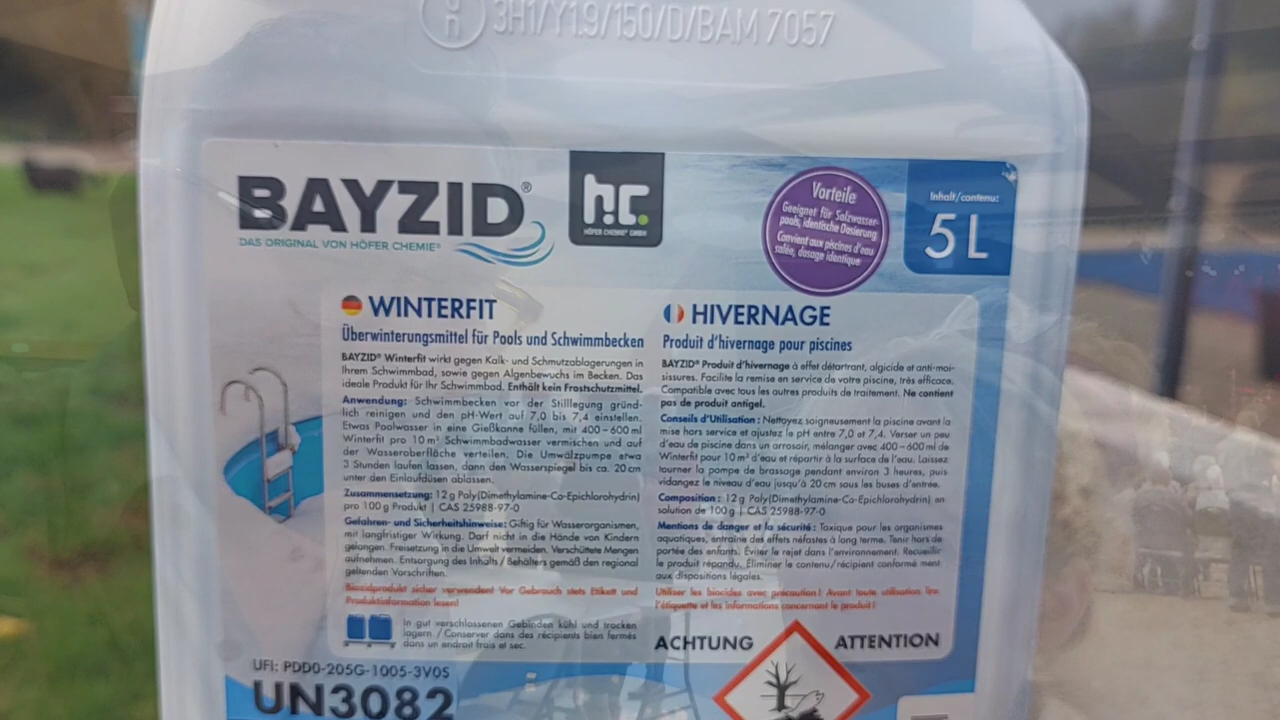 u
n
3H1/Y1.9/150/D/BAM 7057
BAYZID®
DAS ORIGINAL VON HÖFER CHEMIE®
h.c.
HÖFER CHEMIE GMBH
Vorteile
Geeignet für Salzwasser-
pools, identische Dosierung
Convient aux piscines d'eau
salée, dosage identique
Inhalt/contenu:
5 L
WINTERFIT
Überwinterungsmittel für Pools und Schwimmbecken
BAYZID® Winterfit wirkt gegen Kalk- und Schmutzablagerungen in
Ihrem Schwimmbad, sowie gegen Algenbewuchs im Becken. Das
ideale Produkt für Ihr Schwimmbad. Enthält kein Frostschutzmittel.
Anwendung: Schwimmbecken vor der Stilllegung gründ-
lich reinigen und den pH-Wert auf 7,0 bis 7,4 einstellen.
Etwas Poolwasser in eine Gießkanne füllen, mit 400 – 600 ml
Winterfit pro 10 m³ Schwimmbadwasser vermischen und auf
der Wasseroberfläche verteilen. Die Umwälzpumpe etwa
3 Stunden laufen lassen, dann den Wasserspiegel bis ca. 20 cm
unter den Einlaufdüsen ablassen.
Zusammensetzung: 12 g Poly(Dimethylamine-Co-Epichlorohydrin)
pro 100 g Produkt | CAS 25988-97-0
Gefahren- und Sicherheitshinweise: Giftig für Wasserorganismen,
mit langfristiger Wirkung. Darf nicht in die Hände von Kindern
gelangen. Freisetzung in die Umwelt vermeiden. Verschüttete Mengen
aufnehmen. Entsorgung des Inhalts / Behälters gemäß den regional
geltenden Vorschriften.
Biozidprodukt sicher verwenden! Vor Gebrauch stets Etikett und
Produktinformation lesen!
In gut verschlossenen Gebinden kühl und trocken
lagern / Conserver dans des récipients bien fermés
dans un endroit frais et sec.
HIVERNAGE
Produit d'hivernage pour piscines
BAYZID® Produit d'hivernage à effet détartrant, algicide et anti-moi-
sissures. Facilite la remise en service de votre piscine, très efficace.
Compatible avec tous les autres produits de traitement. Ne contient
pas de produit antigel.
Conseils d'Utilisation : Nettoyez soigneusement la piscine avant la
mise hors service et ajustez le pH entre 7,0 et 7,4. Verser un peu
d'eau de piscine dans un arrosoir, mélanger avec 400 – 600 ml de
Winterfit pour 10 m³ d'eau et répartir à la surface de l'eau. Laissez
tourner la pompe de brassage pendant environ 3 heures, puis
vidangez le niveau d'eau jusqu'à 20 cm sous les buses d'entrée.
Composition : 12 g Poly(Dimethylamine-Co-Epichlorohydrin) en
solution de 100 g | CAS 25988-97-0
Mentions de danger et la sécurité : Toxique pour les organismes
aquatiques, entraîne des effets néfastes à long terme. Tenir hors de
portée des enfants. Éviter le rejet dans l'environnement. Recueillir
le produit répandu. Éliminer le contenu/récipient conformé ment
aux dispositions légales.
Utiliser les biocides avec précaution ! Avant toute utilisation lire
l'étiquette et les informations concernant le produit !
ACHTUNG
ATTENTION
UFI: PDD0-205G-1005-3V0S
UN3082